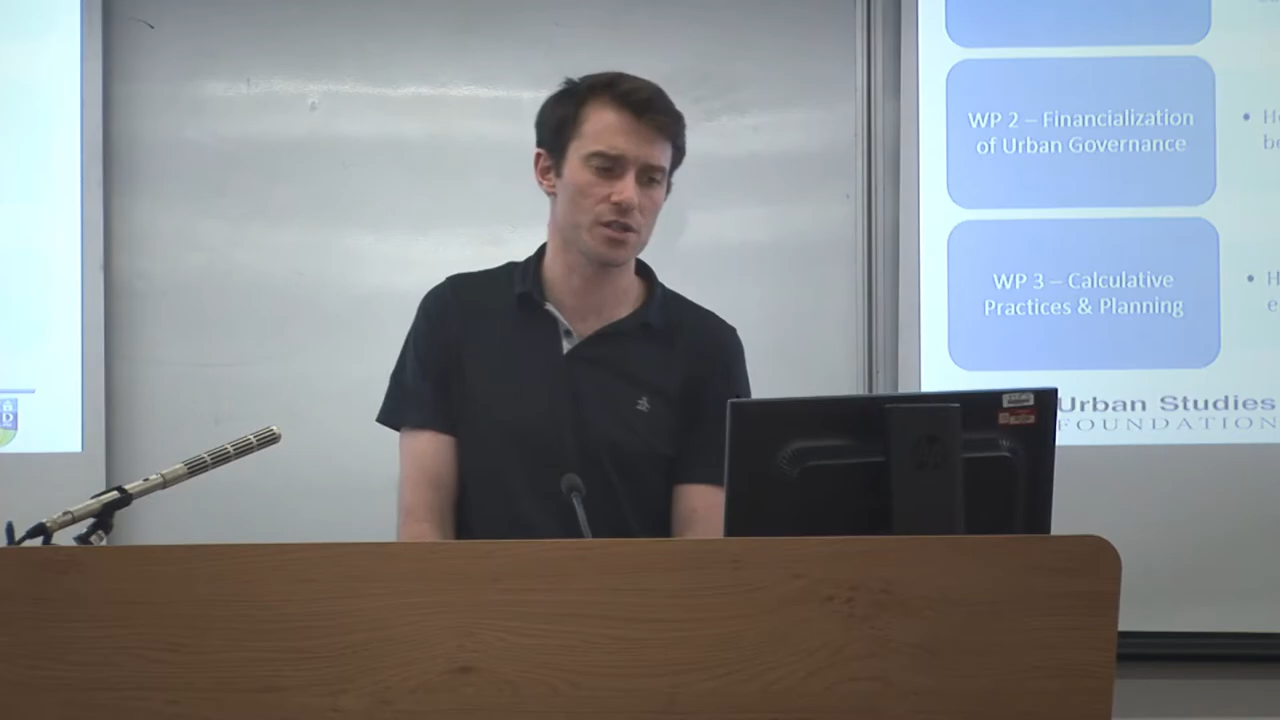 WP 2 – Financialization
of Urban Governance
WP 3 – Calculative
Practices & Planning
Urban Studies
FOUNDATION